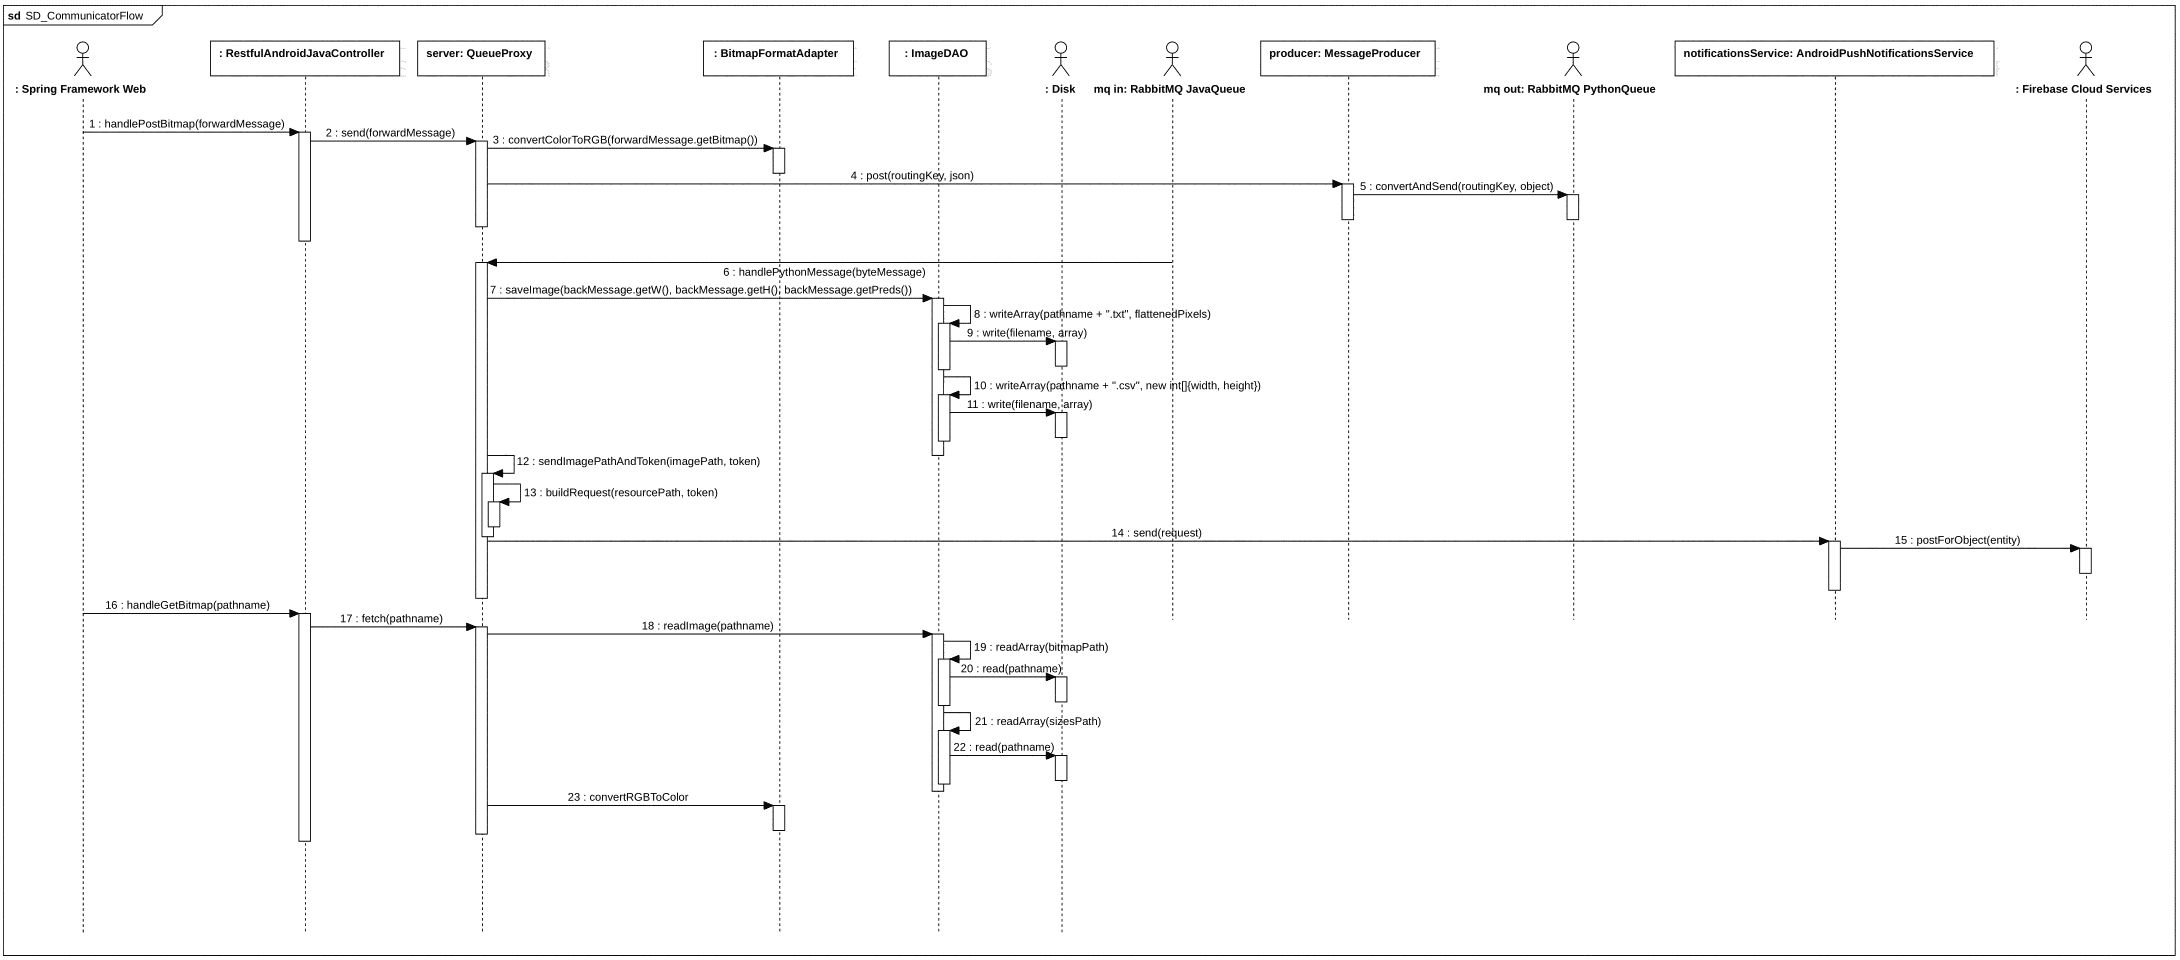 sd SD_CommunicatorFlow
: Spring Framework Web
: RestfulAndroidJavaController
server: QueueProxy
: BitmapFormatAdapter
: ImageDAO
: Disk
mq in: RabbitMQ JavaQueue
producer: MessageProducer
mq out: RabbitMQ PythonQueue
notificationsService: AndroidPushNotificationsService
: Firebase Cloud Services
1 : handlePostBitmap(forwardMessage)
2 : send(forwardMessage)
3 : convertColorToRGB(forwardMessage.getBitmap())
4 : post(routingKey, json)
5 : convertAndSend(routingKey, object)
6 : handlePythonMessage(byteMessage)
7 : saveImage(backMessage.getW(), backMessage.getH(), backMessage.getPreds())
8 : writeArray(pathname + ".txt", flattenedPixels)
9 : write(filename, array)
10 : writeArray(pathname + ".csv", new int[]{width, height})
11 : write(filename, array)
12 : sendImagePathAndToken(imagePath, token)
13 : buildRequest(resourcePath, token)
14 : send(request)
15 : postForObject(entity)
16 : handleGetBitmap(pathname)
17 : fetch(pathname)
18 : readImage(pathname)
19 : readArray(bitmapPath)
20 : read(pathname)
21 : readArray(sizesPath)
22 : read(pathname)
23 : convertRGBToColor